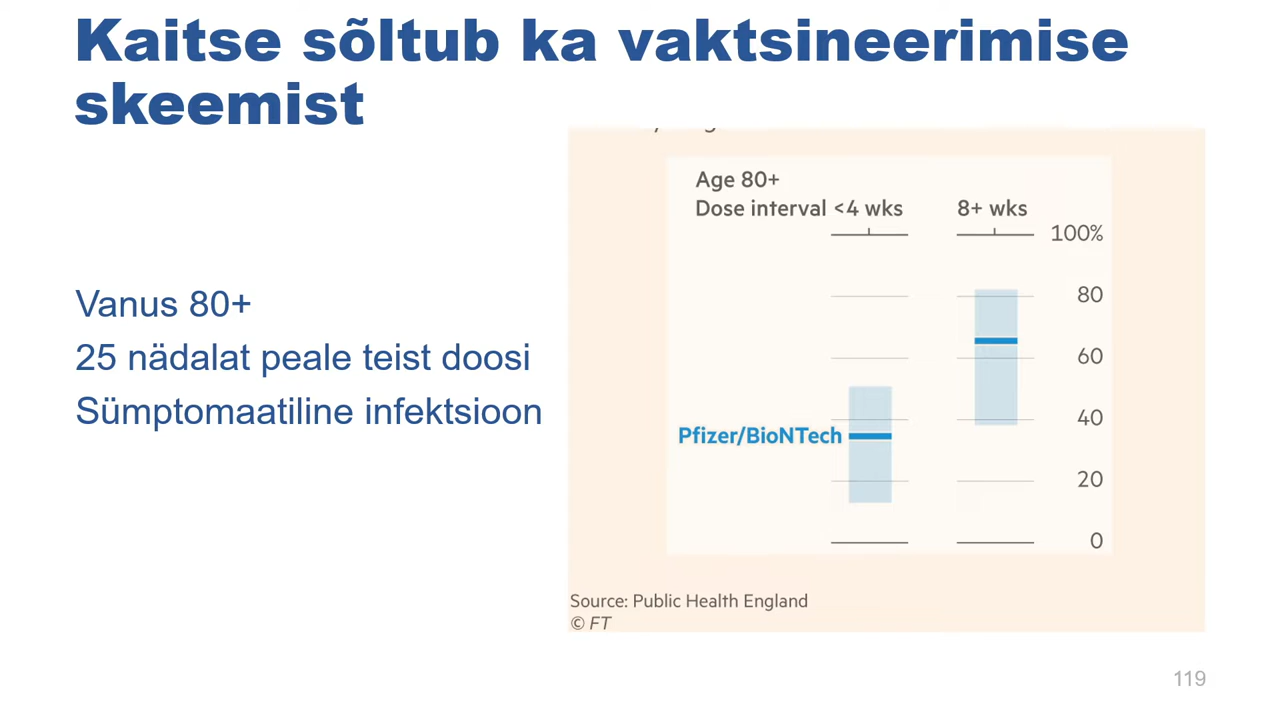 Kaitse sõltub ka vaktsineerimise
skeemist
Vanus 80+
25 nädalat peale teist doosi
Sümptomaatiline infektsioon
Age 80+
Dose interval <4 wks 8+ wks
100%
80
60
40
Pfizer/BioNTech
20
0
Source: Public Health England
© FT
119